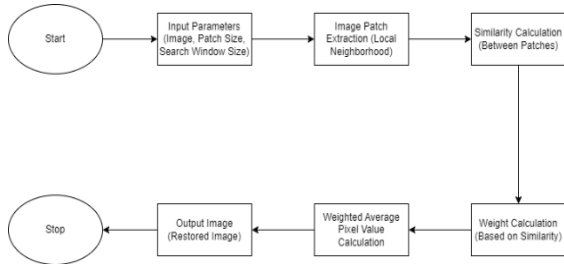 Start
Input Parameters
(Image, Patch Size,
Search Window Size)
Image Patch
Extraction (Local
Neighborhood)
Similarity Calculation
(Between Patches)
Weight Calculation
(Based on Similarity)
Weighted Average
Pixel Value
Calculation
Output Image
(Restored Image)
Stop